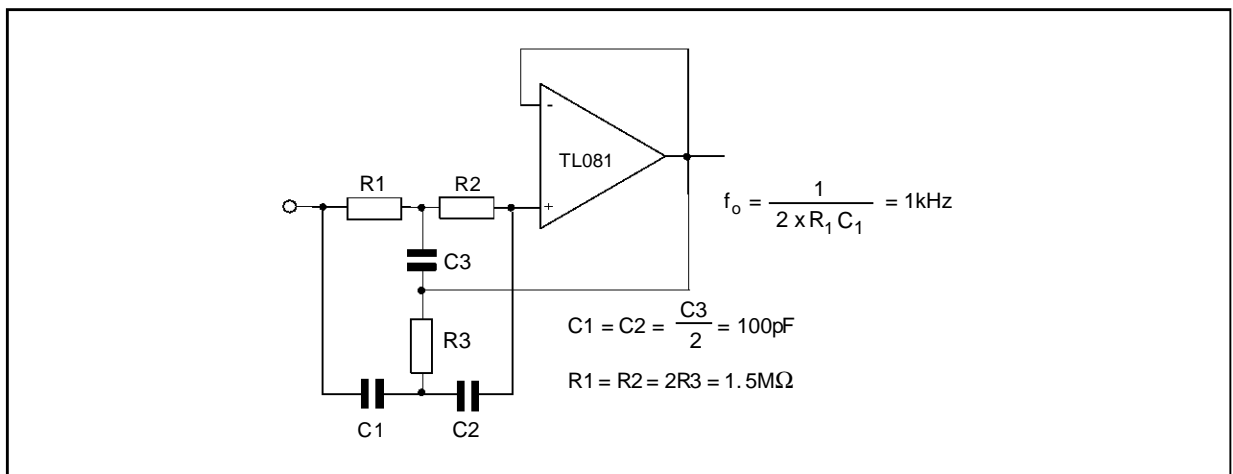 -
TL081
R1
R2
+
f_o = 1 / 2 x R_1 C_1 = 1kHz
C3
C1 = C2 = C3 / 2 = 100pF
R3
R1 = R2 = 2R3 = 1.5MΩ
C1
C2